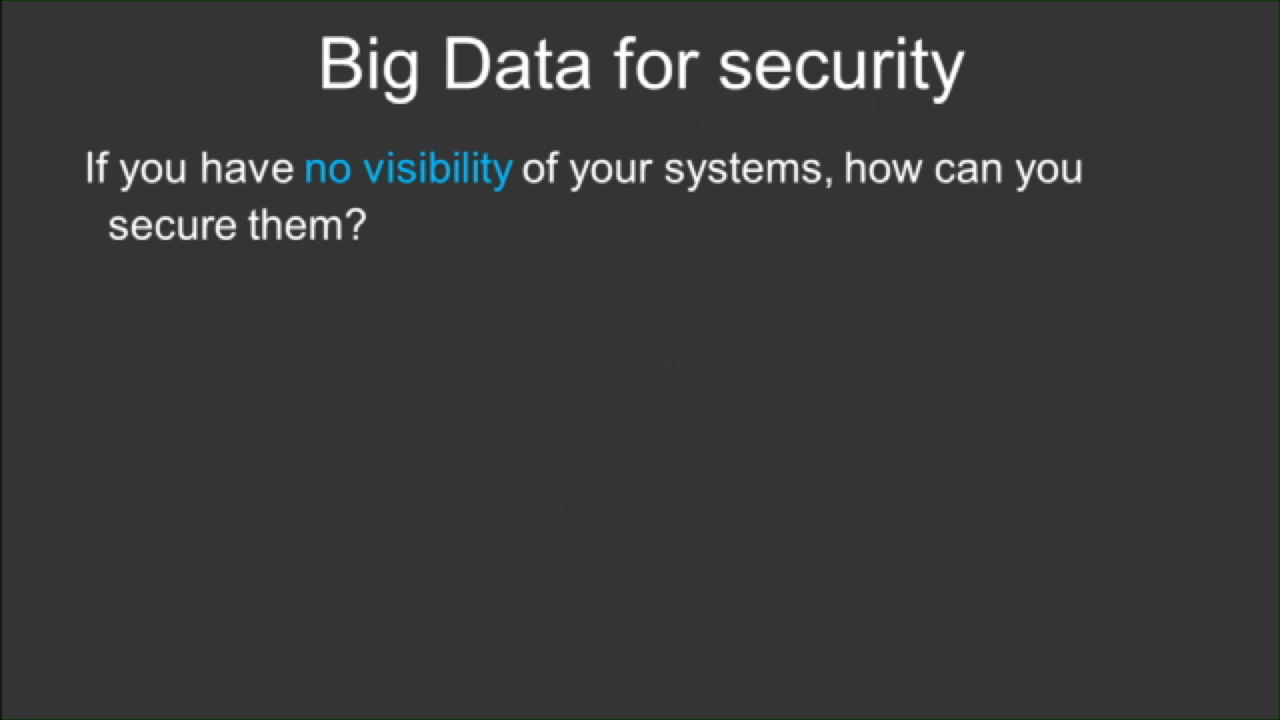 Big Data for security
If you have no visibility of your systems, how can you
secure them?